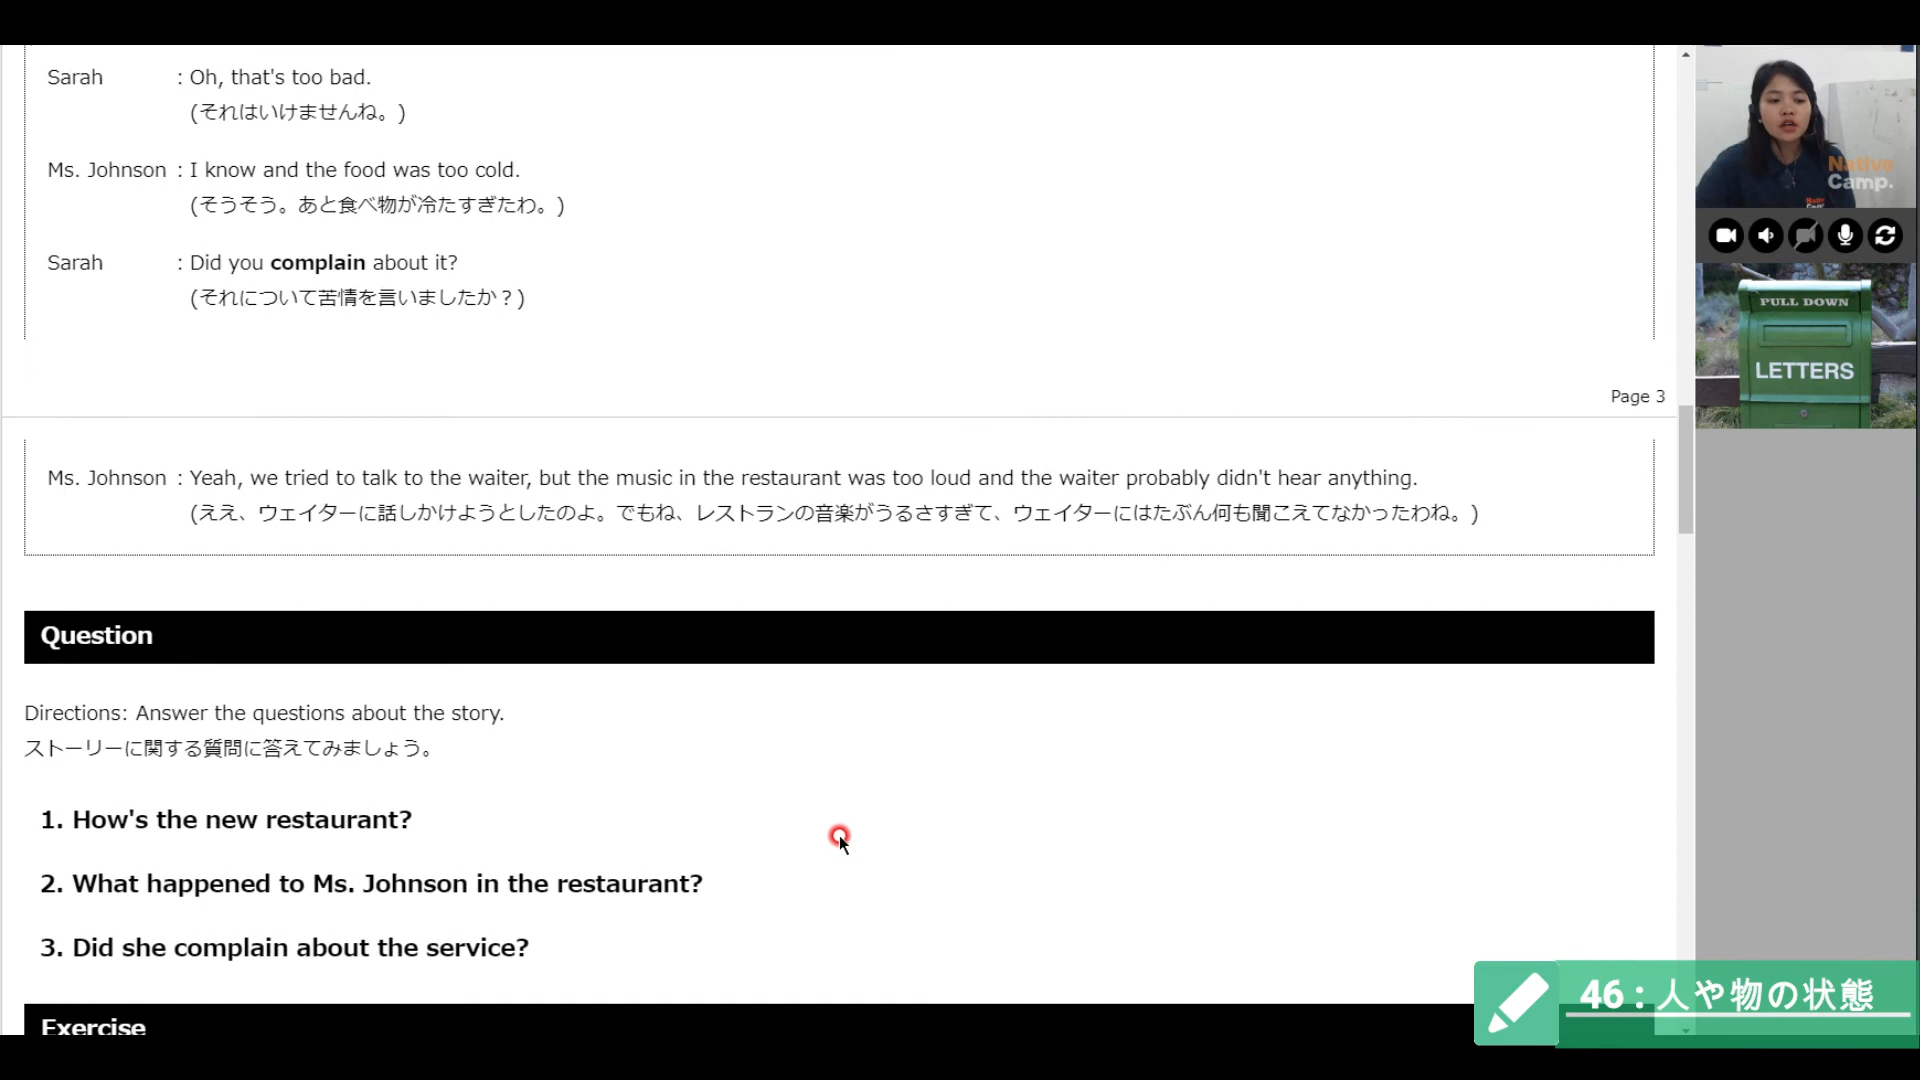 Sarah : Oh, that's too bad.
(それはいけませんね。)
Ms. Johnson : I know and the food was too cold.
(そうそう。あと食べ物が冷たすぎたわ。)
Sarah : Did you complain about it?
(それについて苦情を言いましたか？)
Page 3
Ms. Johnson : Yeah, we tried to talk to the waiter, but the music in the restaurant was too loud and the waiter probably didn't hear anything.
(ええ、ウェイターに話しかけようとしたのよ。でもね、レストランの音楽がうるさすぎて、ウェイターにはたぶん何も聞こえてなかったわね。)
Question
Directions: Answer the questions about the story.
ストーリーに関する質問に答えてみましょう。
1. How's the new restaurant?
2. What happened to Ms. Johnson in the restaurant?
3. Did she complain about the service?
Exercise
Native
Camp.
PULL DOWN
LETTERS
46 : 人や物の状態